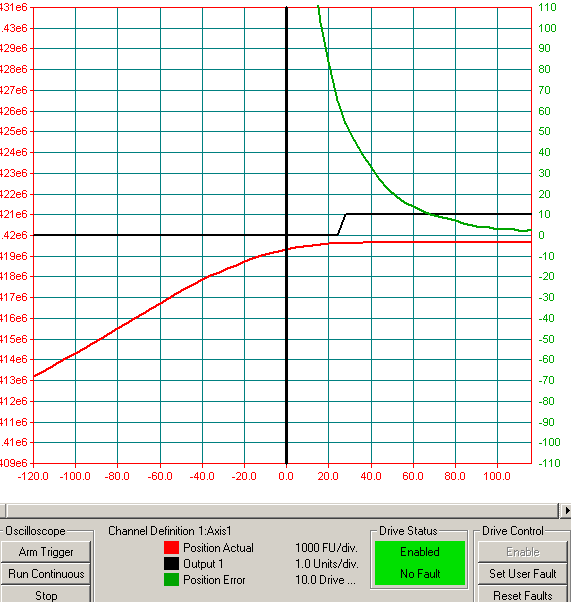 431e6 110
.43e6 100
429e6 90
428e6 80
427e6 70
426e6 60
425e6 50
424e6 40
423e6 30
422e6 20
421e6 10
.42e6 0
419e6 -10
418e6 -20
417e6 -30
416e6 -40
415e6 -50
414e6 -60
413e6 -70
412e6 -80
411e6 -90
.41e6 -100
409e6 -110
-120.0 -100.0 -80.0 -60.0 -40.0 -20.0 0.0 20.0 40.0 60.0 80.0 100.0
Oscilloscope
Arm Trigger
Run Continuous
Stop
Channel Definition 1:Axis1
Position Actual 1000 FU/div.
Output 1 1.0 Units/div.
Position Error 10.0 Drive ...
Drive Status
Enabled
No Fault
Drive Control
Enable
Set User Fault
Reset Faults